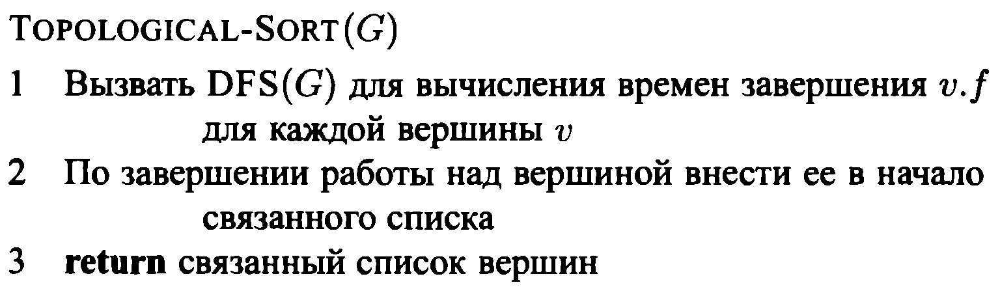 TOPOLOGICAL-SORT(G)
1 Вызвать DFS(G) для вычисления времен завершения v.f
для каждой вершины v
2 По завершении работы над вершиной внести ее в начало
связанного списка
3 return связанный список вершин